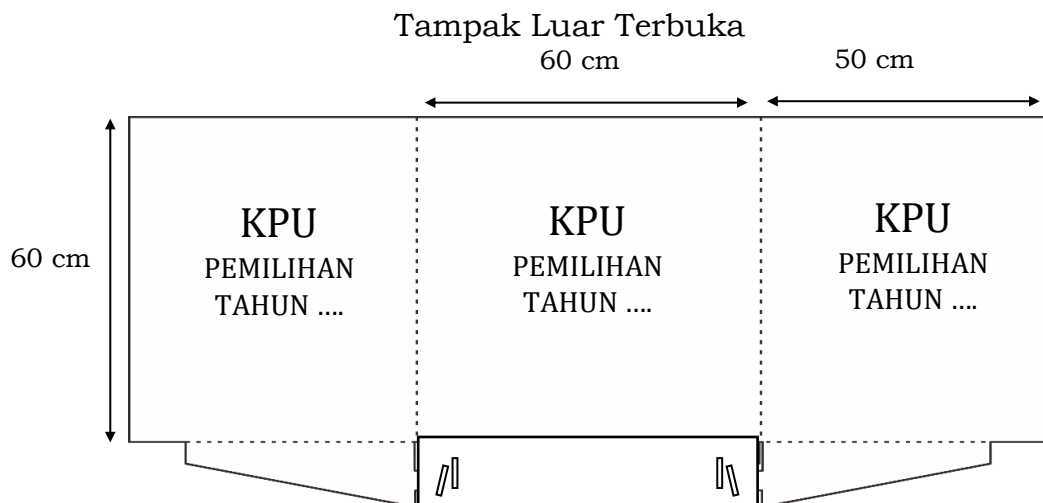 Tampak Luar Terbuka
60 cm
50 cm
60 cm
KPU
PEMILIHAN
TAHUN ....
KPU
PEMILIHAN
TAHUN ....
KPU
PEMILIHAN
TAHUN ....